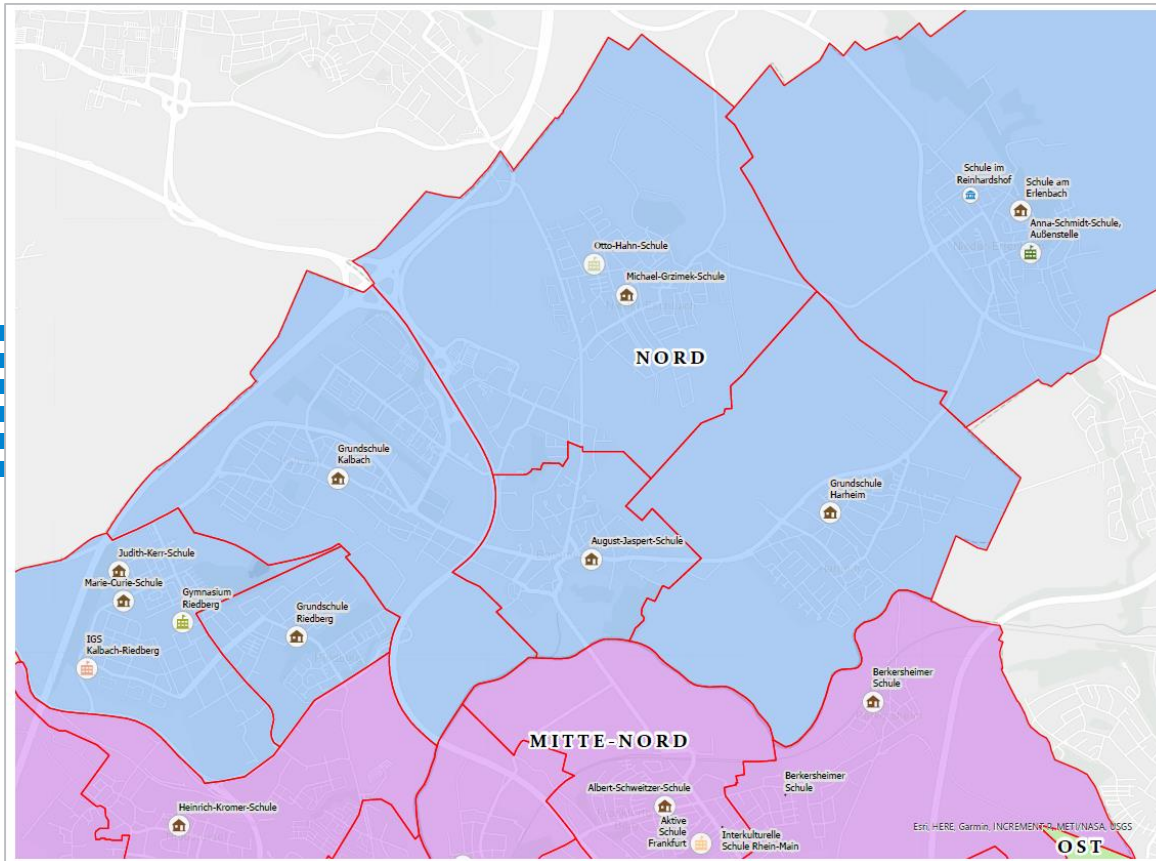 Schule im
Reinhardshof
Schule am
Erlenbach
Anna-Schmidt-Schule,
Außenstelle
Otto-Hahn-Schule
Michael-Grzimek-Schule
NORD
Grundschule
Kalbach
Grundschule
Harheim
August-Jaspert-Schule
Judith-Kerr-Schule
Marie-Curie-Schule
Gymnasium
Riedberg
Grundschule
Riedberg
IGS
Kalbach-Riedberg
Berkersheimer
Schule
MITTE-NORD
Berkersheimer
Schule
Albert-Schweitzer-Schule
Heinrich-Kromer-Schule
Aktive
Schule
Frankfurt
Interkulturelle
Schule Rhein-Main
Esri, HERE, Garmin, INCREMENT P, METI/NASA, USGS
OST